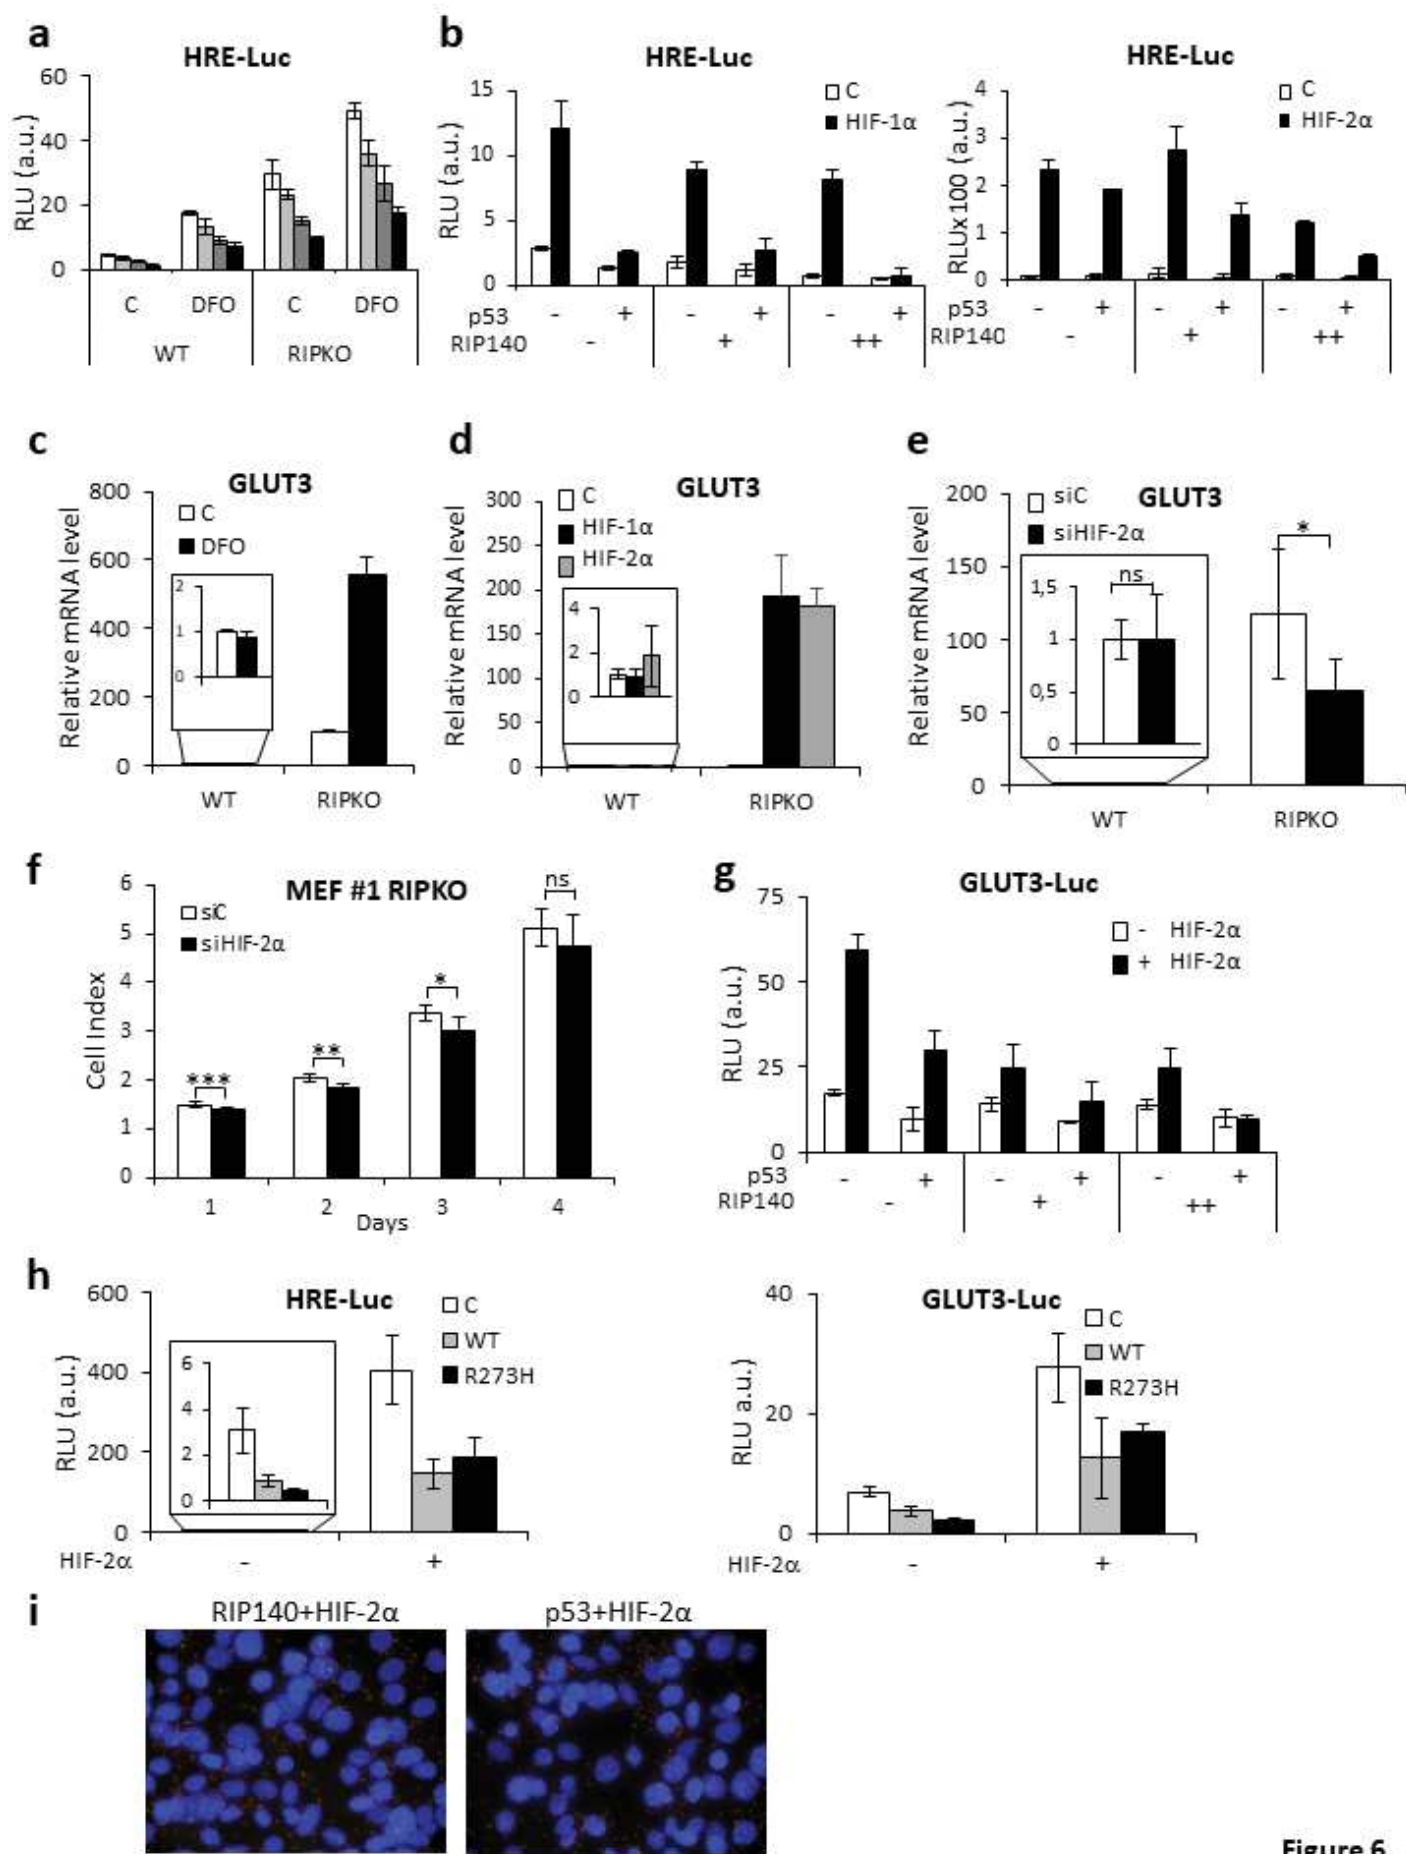 a
HRE-Luc
RLU (a.u.)
60
40
20
0
C DFO C DFO
WT RIPKO
b
HRE-Luc
RLU (a.u.)
15
10
5
0
C
HIF-1α
p53 - + - + - +
RIP140 - + ++
HRE-Luc
RLUx100 (a.u.)
4
3
2
1
0
C
HIF-2α
p53 - + - + - +
RIP140 - + ++
c
GLUT3
Relative mRNA level
800
600
400
200
0
C
DFO
2
1
0
WT RIPKO
d
GLUT3
Relative mRNA level
300
250
200
150
100
50
0
C
HIF-1α
HIF-2α
4
2
0
WT RIPKO
e
GLUT3
Relative mRNA level
200
150
100
50
0
siC
siHIF-2α
1,5
1
0,5
0
ns
*
WT RIPKO
f
MEF #1 RIPKO
Cell Index
6
5
4
3
2
1
0
siC
siHIF-2α
*** ** * ns
1 2 3 4
Days
g
GLUT3-Luc
RLU (a.u.)
75
50
25
0
- HIF-2α
+ HIF-2α
p53 - + - + - +
RIP140 - + ++
h
HRE-Luc
RLU (a.u.)
600
400
200
0
C
WT
R273H
6
4
2
0
HIF-2α - +
GLUT3-Luc
RLU a.u.)
40
20
0
C
WT
R273H
HIF-2α - +
i
RIP140+HIF-2α p53+HIF-2α
Figure 6